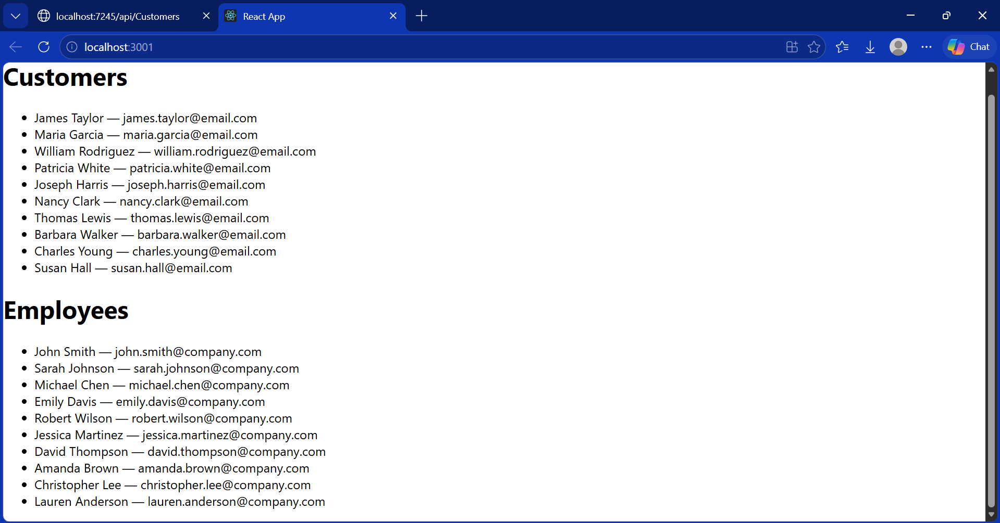 localhost:7245/api/Customers
React App
localhost:3001
Chat
Customers
James Taylor — james.taylor@email.com
Maria Garcia — maria.garcia@email.com
William Rodriguez — william.rodriguez@email.com
Patricia White — patricia.white@email.com
Joseph Harris — joseph.harris@email.com
Nancy Clark — nancy.clark@email.com
Thomas Lewis — thomas.lewis@email.com
Barbara Walker — barbara.walker@email.com
Charles Young — charles.young@email.com
Susan Hall — susan.hall@email.com
Employees
John Smith — john.smith@company.com
Sarah Johnson — sarah.johnson@company.com
Michael Chen — michael.chen@company.com
Emily Davis — emily.davis@company.com
Robert Wilson — robert.wilson@company.com
Jessica Martinez — jessica.martinez@company.com
David Thompson — david.thompson@company.com
Amanda Brown — amanda.brown@company.com
Christopher Lee — christopher.lee@company.com
Lauren Anderson — lauren.anderson@company.com